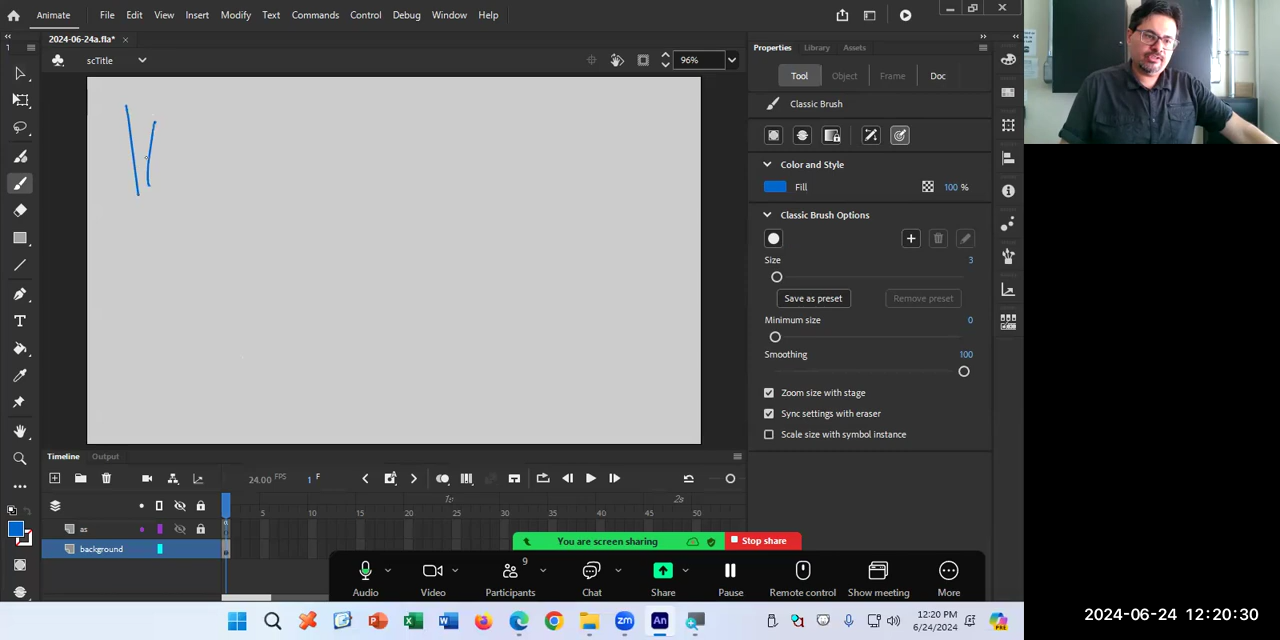 Animate File Edit View Insert Modify Text Commands Control Debug Window Help
2024-06-24a.fla*
scTitle 96%
Properties Library Assets
Tool Object Frame Doc
Classic Brush
Color and Style
Fill 100 %
Classic Brush Options
Size 3
Save as preset Remove preset
Minimum size 0
Smoothing 100
Zoom size with stage
Sync settings with eraser
Scale size with symbol instance
Timeline Output
24.00 FPS 1 F
1s 2s
5 10 15 20 25 30 35 40 45 50
as
background
You are screen sharing Stop share
9
Audio Video Participants Chat Share Pause Remote control Show meeting More
12:20 PM
6/24/2024
2024-06-24 12:20:30